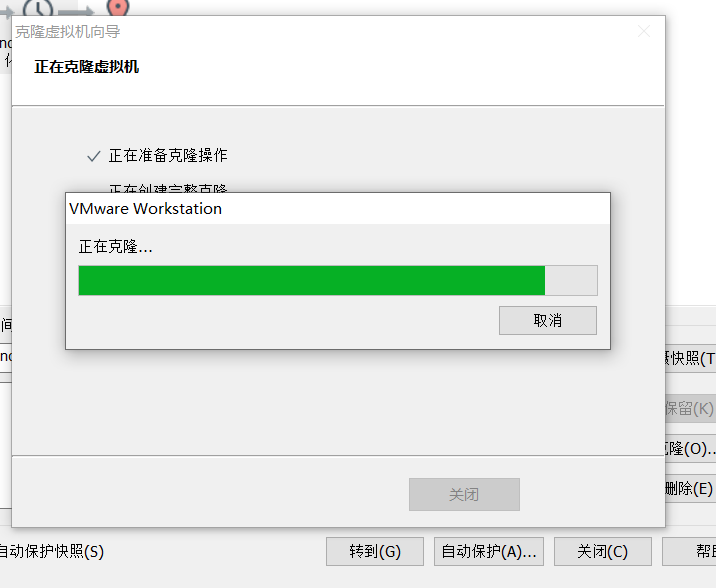 克隆虚拟机向导
正在克隆虚拟机
正在准备克隆操作
正在创建完整克隆
VMware Workstation
正在克隆...
取消
间
快照(T
保留(K)
隆(O)...
删除(E)
关闭
自动保护快照(S)
转到(G)
自动保护(A)...
关闭(C)
帮助